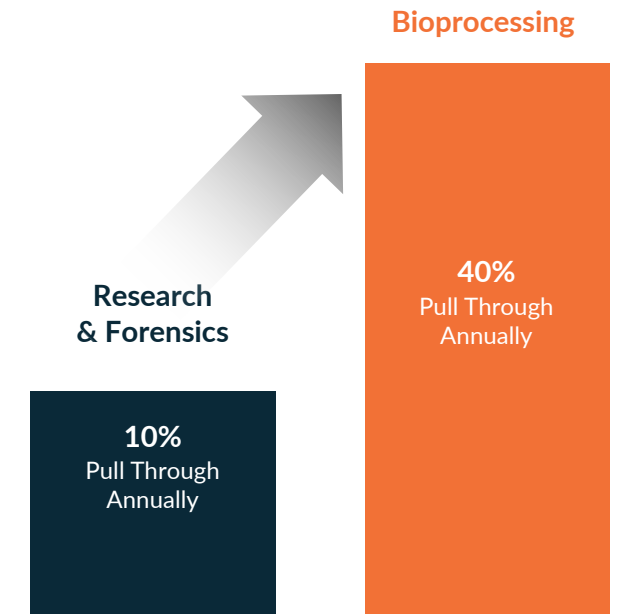 Bioprocessing
40%
Pull Through
Annually
Research
& Forensics
10%
Pull Through
Annually